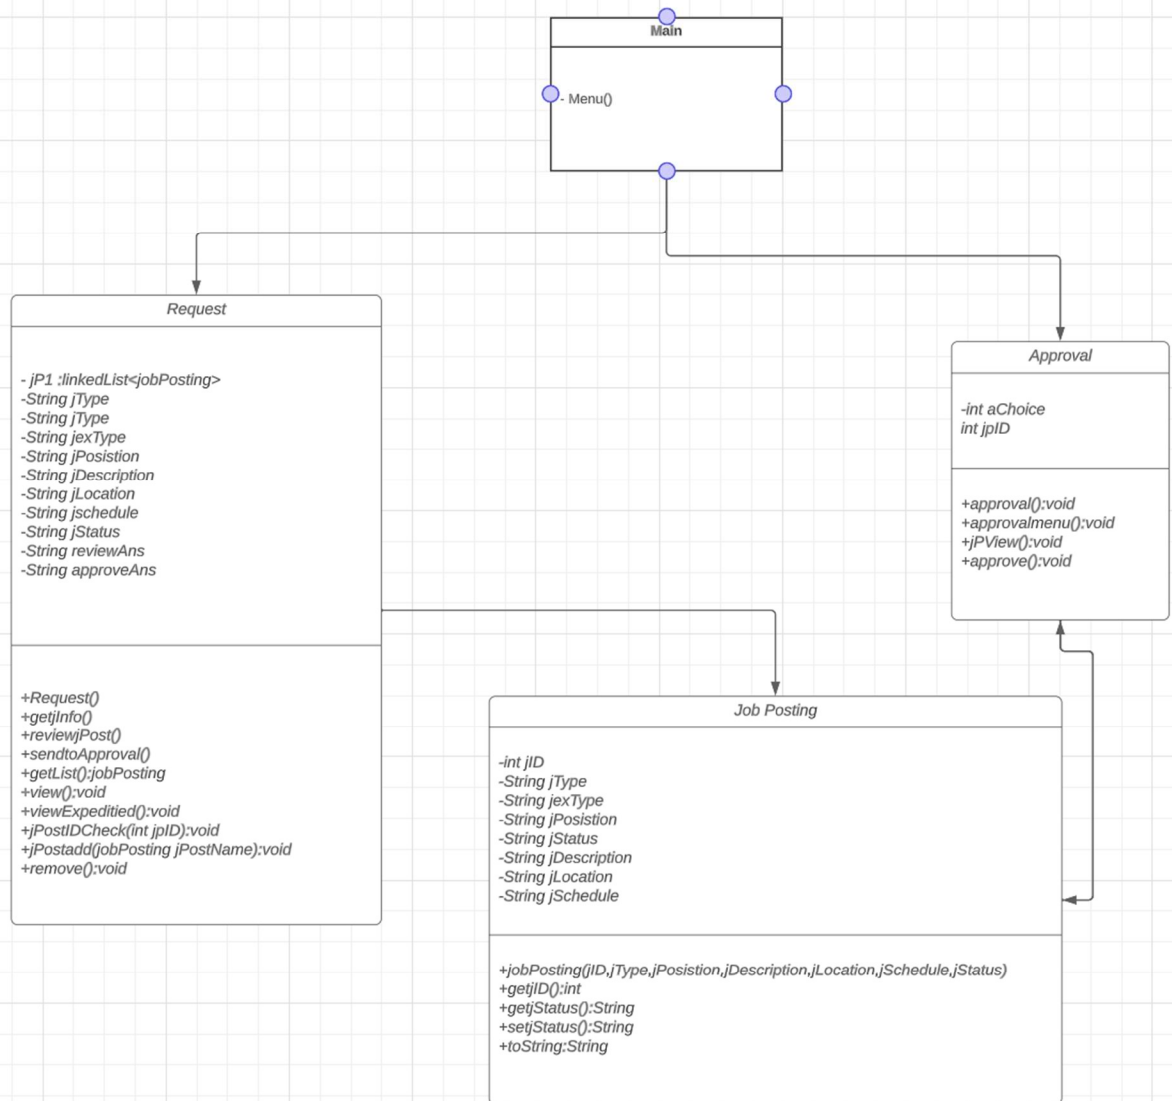 Main
- Menu()
Request
- jP1 :linkedList<jobPosting>
-String jType
-String jType
-String jexType
-String jPosistion
-String jDescription
-String jLocation
-String jschedule
-String jStatus
-String reviewAns
-String approveAns
+Request()
+getjInfo()
+reviewjPost()
+sendtoApproval()
+getList():jobPosting
+view():void
+viewExpeditied():void
+jPostIDCheck(int jpID):void
+jPostadd(jobPosting jPostName):void
+remove():void
Approval
-int aChoice
int jpID
+approval():void
+approvalmenu():void
+jPView():void
+approve():void
Job Posting
-int jID
-String jType
-String jexType
-String jPosistion
-String jStatus
-String jDescription
-String jLocation
-String jSchedule
+jobPosting(jID,jType,jPosistion,jDescription,jLocation,jSchedule,jStatus)
+getjID():int
+getjStatus():String
+setjStatus():String
+toString:String